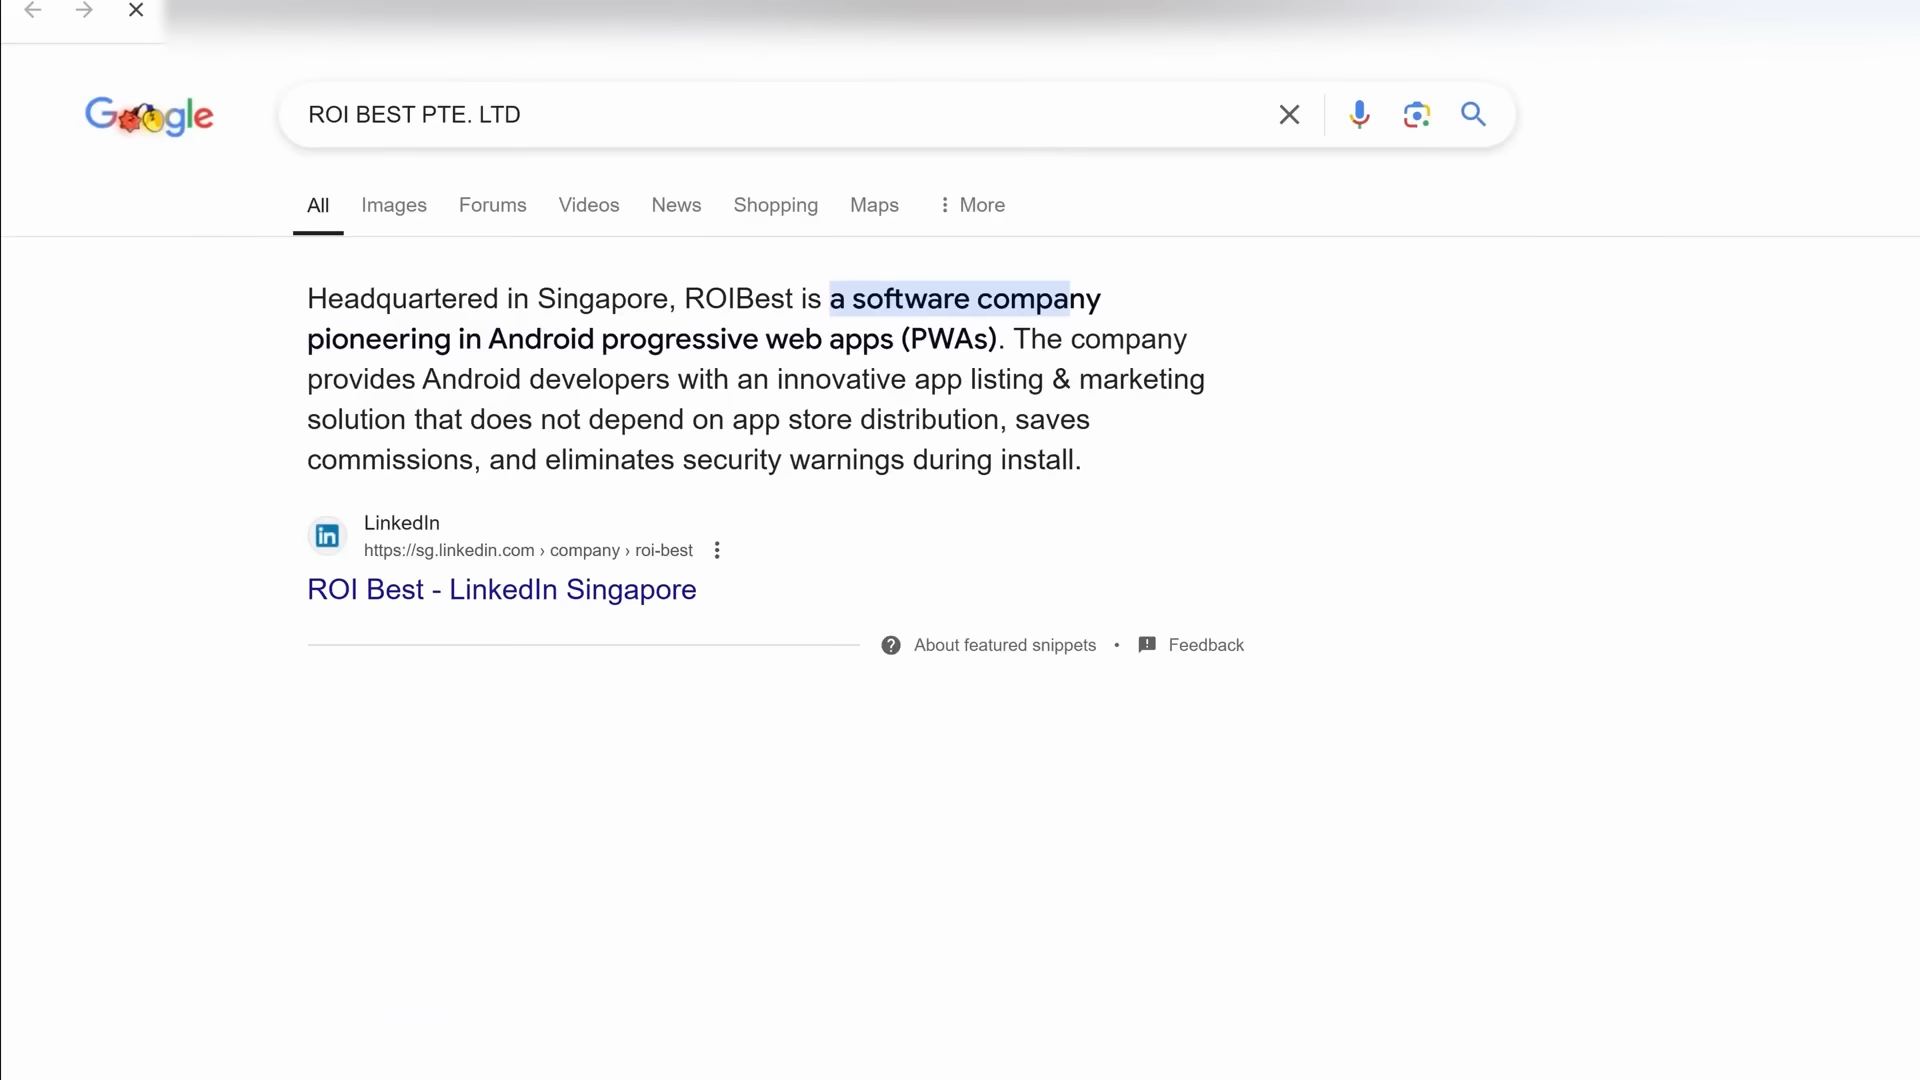 Google
ROI BEST PTE. LTD
All Images Forums Videos News Shopping Maps More
Headquartered in Singapore, ROIBest is a software company
pioneering in Android progressive web apps (PWAs). The company
provides Android developers with an innovative app listing & marketing
solution that does not depend on app store distribution, saves
commissions, and eliminates security warnings during install.
LinkedIn
https://sg.linkedin.com › company › roi-best
ROI Best - LinkedIn Singapore
About featured snippets • Feedback